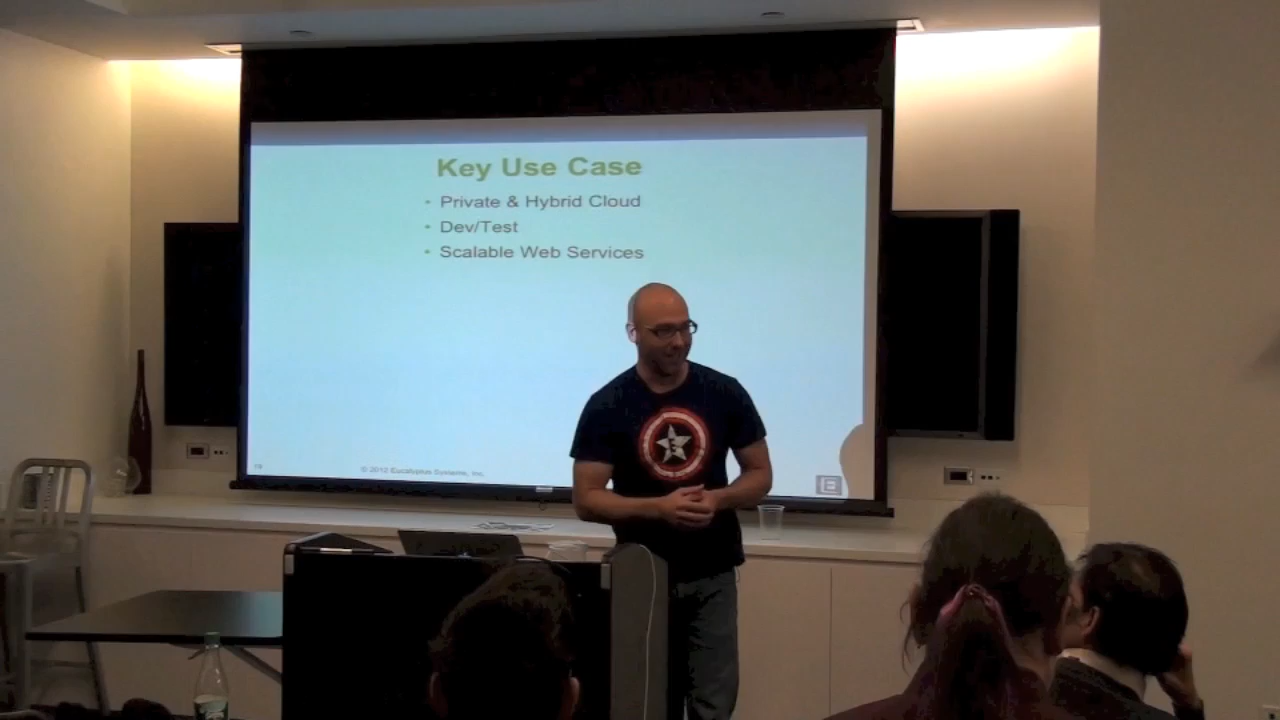 Key Use Case
• Private & Hybrid Cloud
• Dev/Test
• Scalable Web Services
© 2012 Eucalyptus Systems, Inc.
E